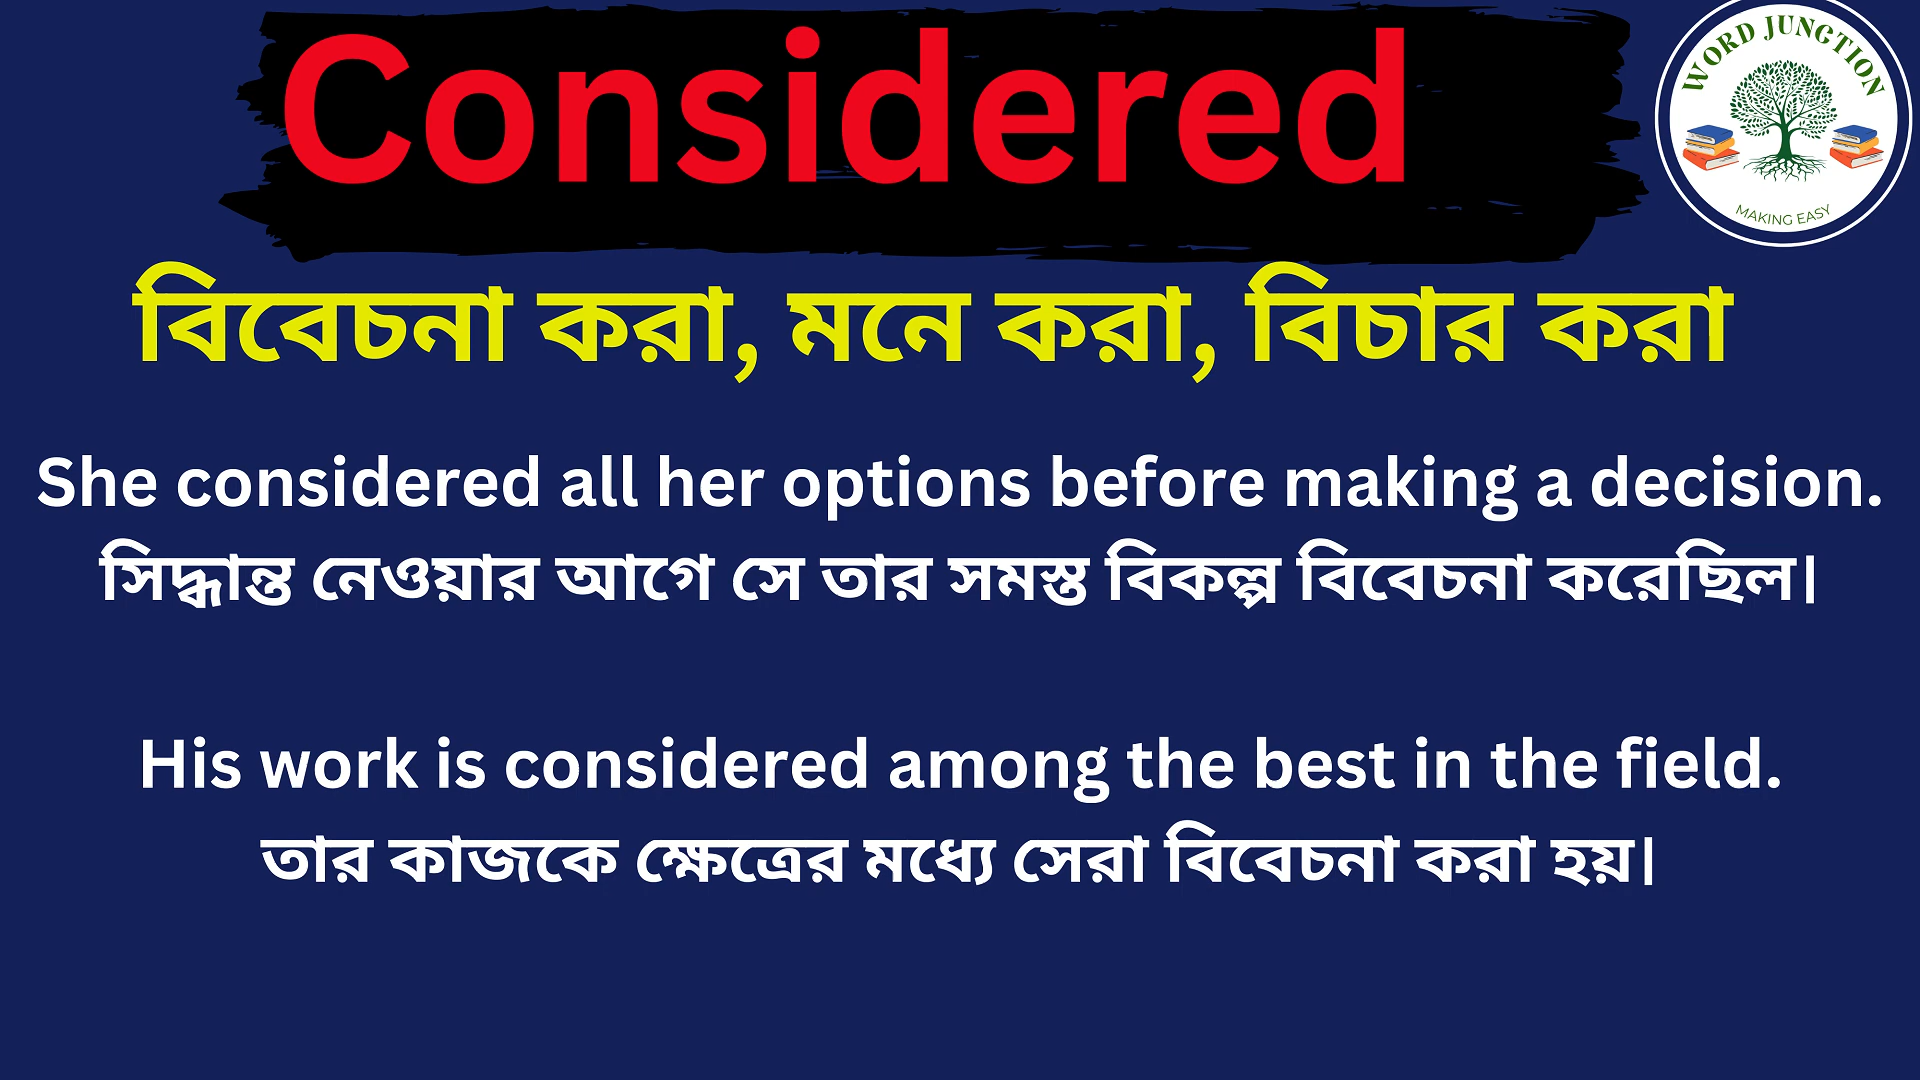 Considered
WORD JUNCTION
MAKING EASY
বিবেচনা করা, মনে করা, বিচার করা
She considered all her options before making a decision.
সিদ্ধান্ত নেওয়ার আগে সে তার সমস্ত বিকল্প বিবেচনা করেছিল।
His work is considered among the best in the field.
তার কাজকে ক্ষেত্রের মধ্যে সেরা বিবেচনা করা হয়।